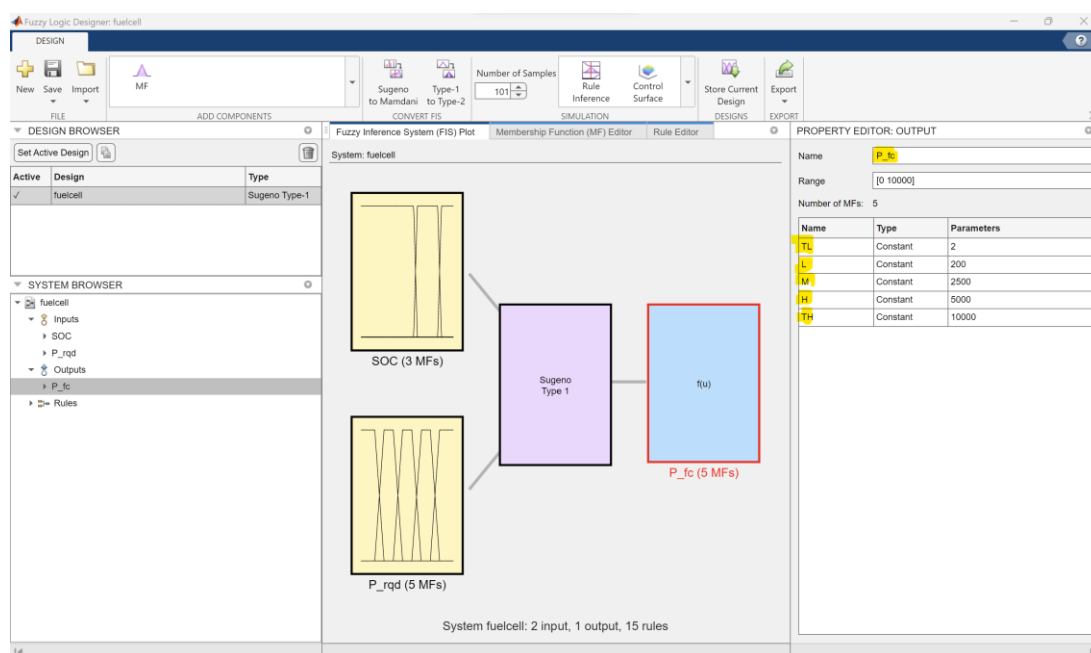 Fuzzy Logic Designer: fuelcell
DESIGN
New Save Import
MF
Sugeno to Mamdani
Type-1 to Type-2
Number of Samples
101
Rule Inference
Control Surface
Store Current Design
Export
FILE
ADD COMPONENTS
CONVERT FIS
SIMULATION
DESIGNS
EXPORT
DESIGN BROWSER
Set Active Design
Active Design Type
✓ fuelcell Sugeno Type-1
SYSTEM BROWSER
fuelcell
Inputs
SOC
P_rqd
Outputs
P_fc
Rules
Fuzzy Inference System (FIS) Plot
Membership Function (MF) Editor
Rule Editor
System: fuelcell
SOC (3 MFs)
P_rqd (5 MFs)
Sugeno
Type 1
f(u)
P_fc (5 MFs)
System fuelcell: 2 input, 1 output, 15 rules
PROPERTY EDITOR: OUTPUT
Name P_fc
Range [0 10000]
Number of MFs: 5
Name Type Parameters
TL Constant 2
L Constant 200
M Constant 2500
H Constant 5000
TH Constant 10000